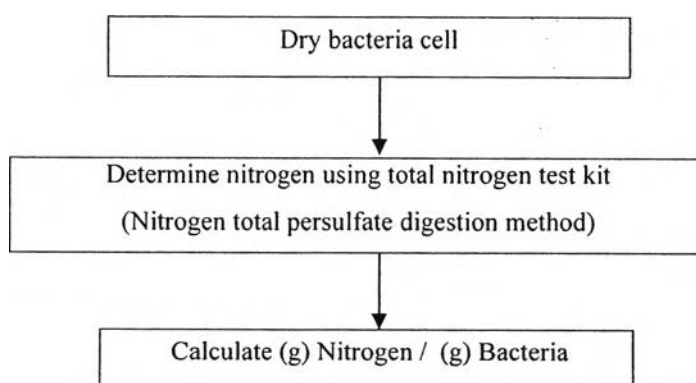 Dry bacteria cell
Determine nitrogen using total nitrogen test kit
(Nitrogen total persulfate digestion method)
Calculate (g) Nitrogen / (g) Bacteria